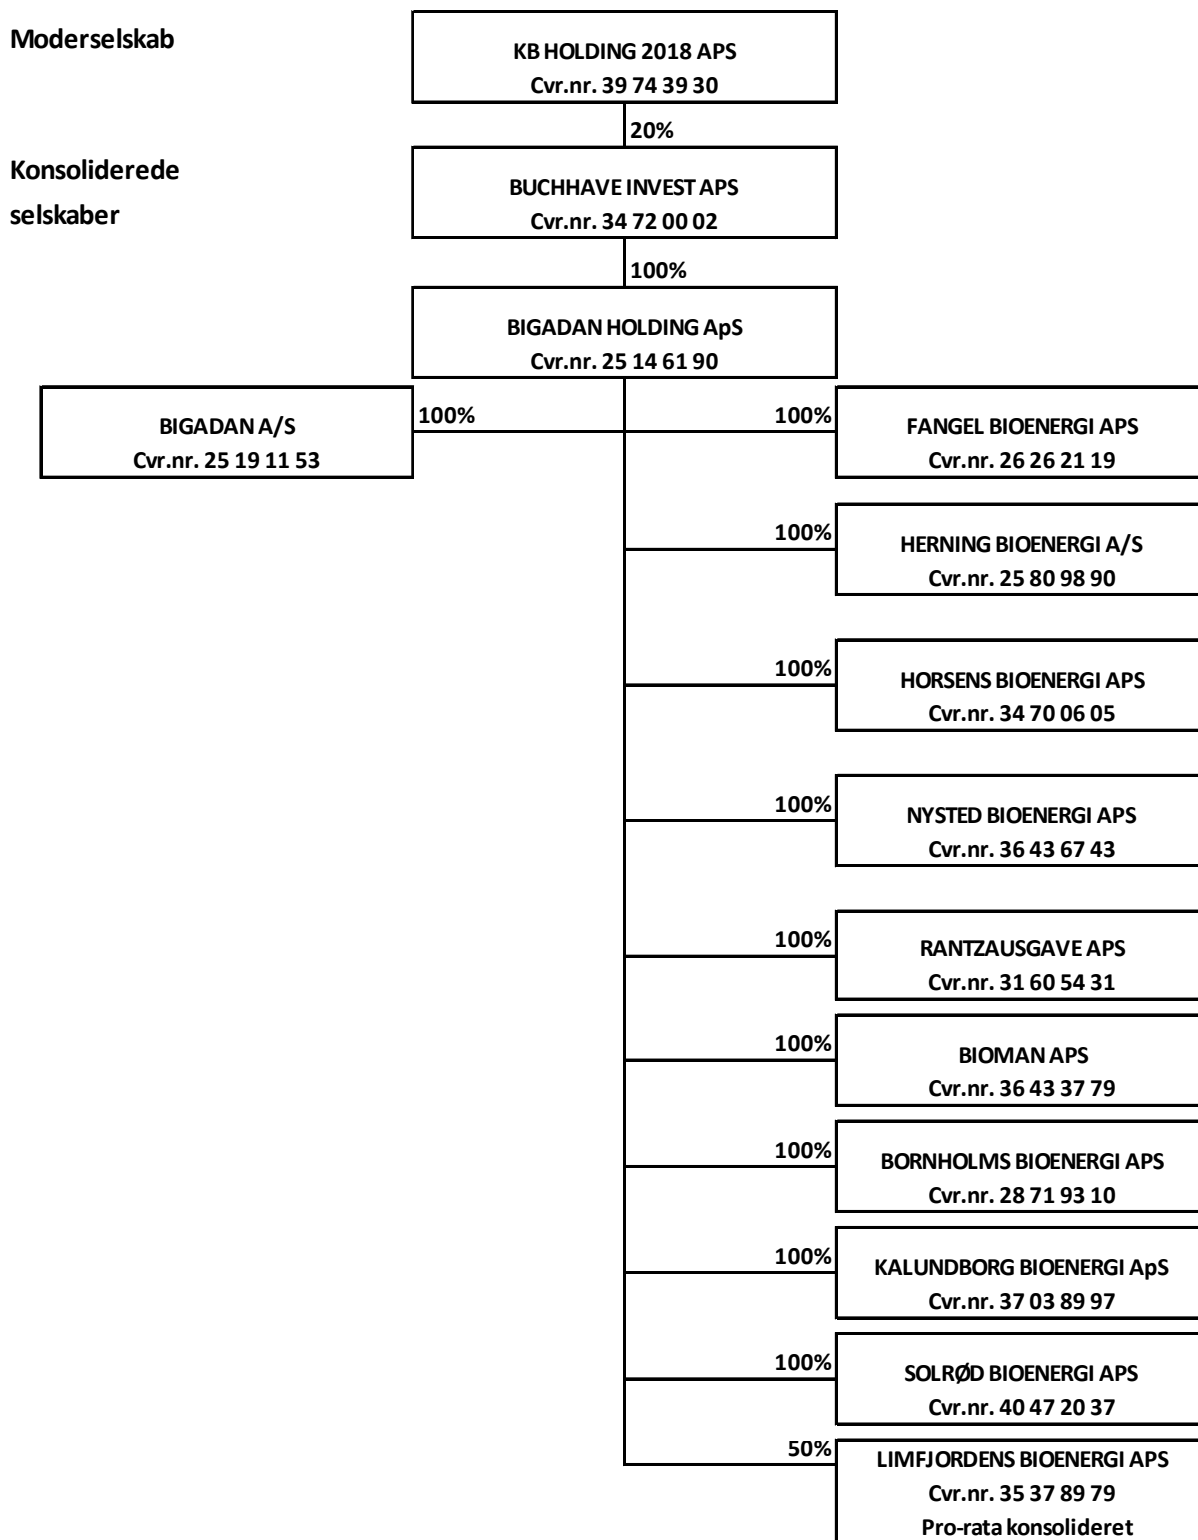 Moderselskab
KB HOLDING 2018 APS
Cvr.nr. 39 74 39 30
20%
Konsoliderede
selskaber
BUCHHAVE INVEST APS
Cvr.nr. 34 72 00 02
100%
BIGADAN HOLDING ApS
Cvr.nr. 25 14 61 90
BIGADAN A/S
Cvr.nr. 25 19 11 53
100%
100%
FANGEL BIOENERGI APS
Cvr.nr. 26 26 21 19
100%
HERNING BIOENERGI A/S
Cvr.nr. 25 80 98 90
100%
HORSENS BIOENERGI APS
Cvr.nr. 34 70 06 05
100%
NYSTED BIOENERGI APS
Cvr.nr. 36 43 67 43
100%
RANTZAUSGAVE APS
Cvr.nr. 31 60 54 31
100%
BIOMAN APS
Cvr.nr. 36 43 37 79
100%
BORNHOLMS BIOENERGI APS
Cvr.nr. 28 71 93 10
100%
KALUNDBORG BIOENERGI ApS
Cvr.nr. 37 03 89 97
100%
SOLRØD BIOENERGI APS
Cvr.nr. 40 47 20 37
50%
LIMFJORDENS BIOENERGI APS
Cvr.nr. 35 37 89 79
Pro-rata konsolideret